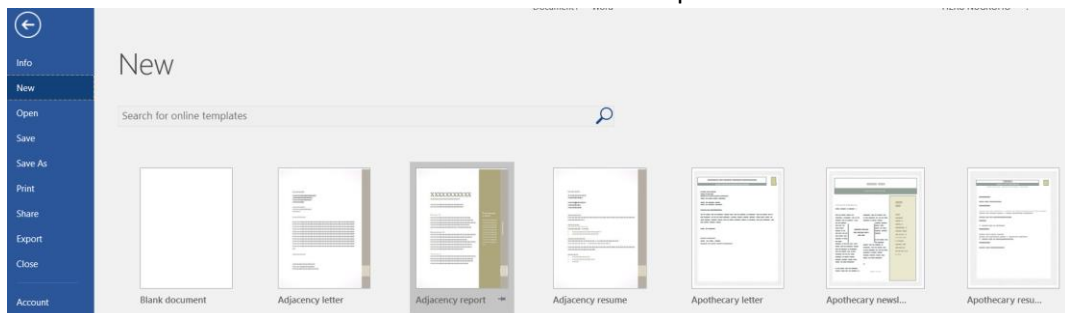 Info
New
New
Open
Search for online templates
Save
Save As
Print
Share
Export
Close
Account
Blank document
Adjacency letter
Adjacency report
Adjacency resume
Apothecary letter
Apothecary newsl...
Apothecary resu...